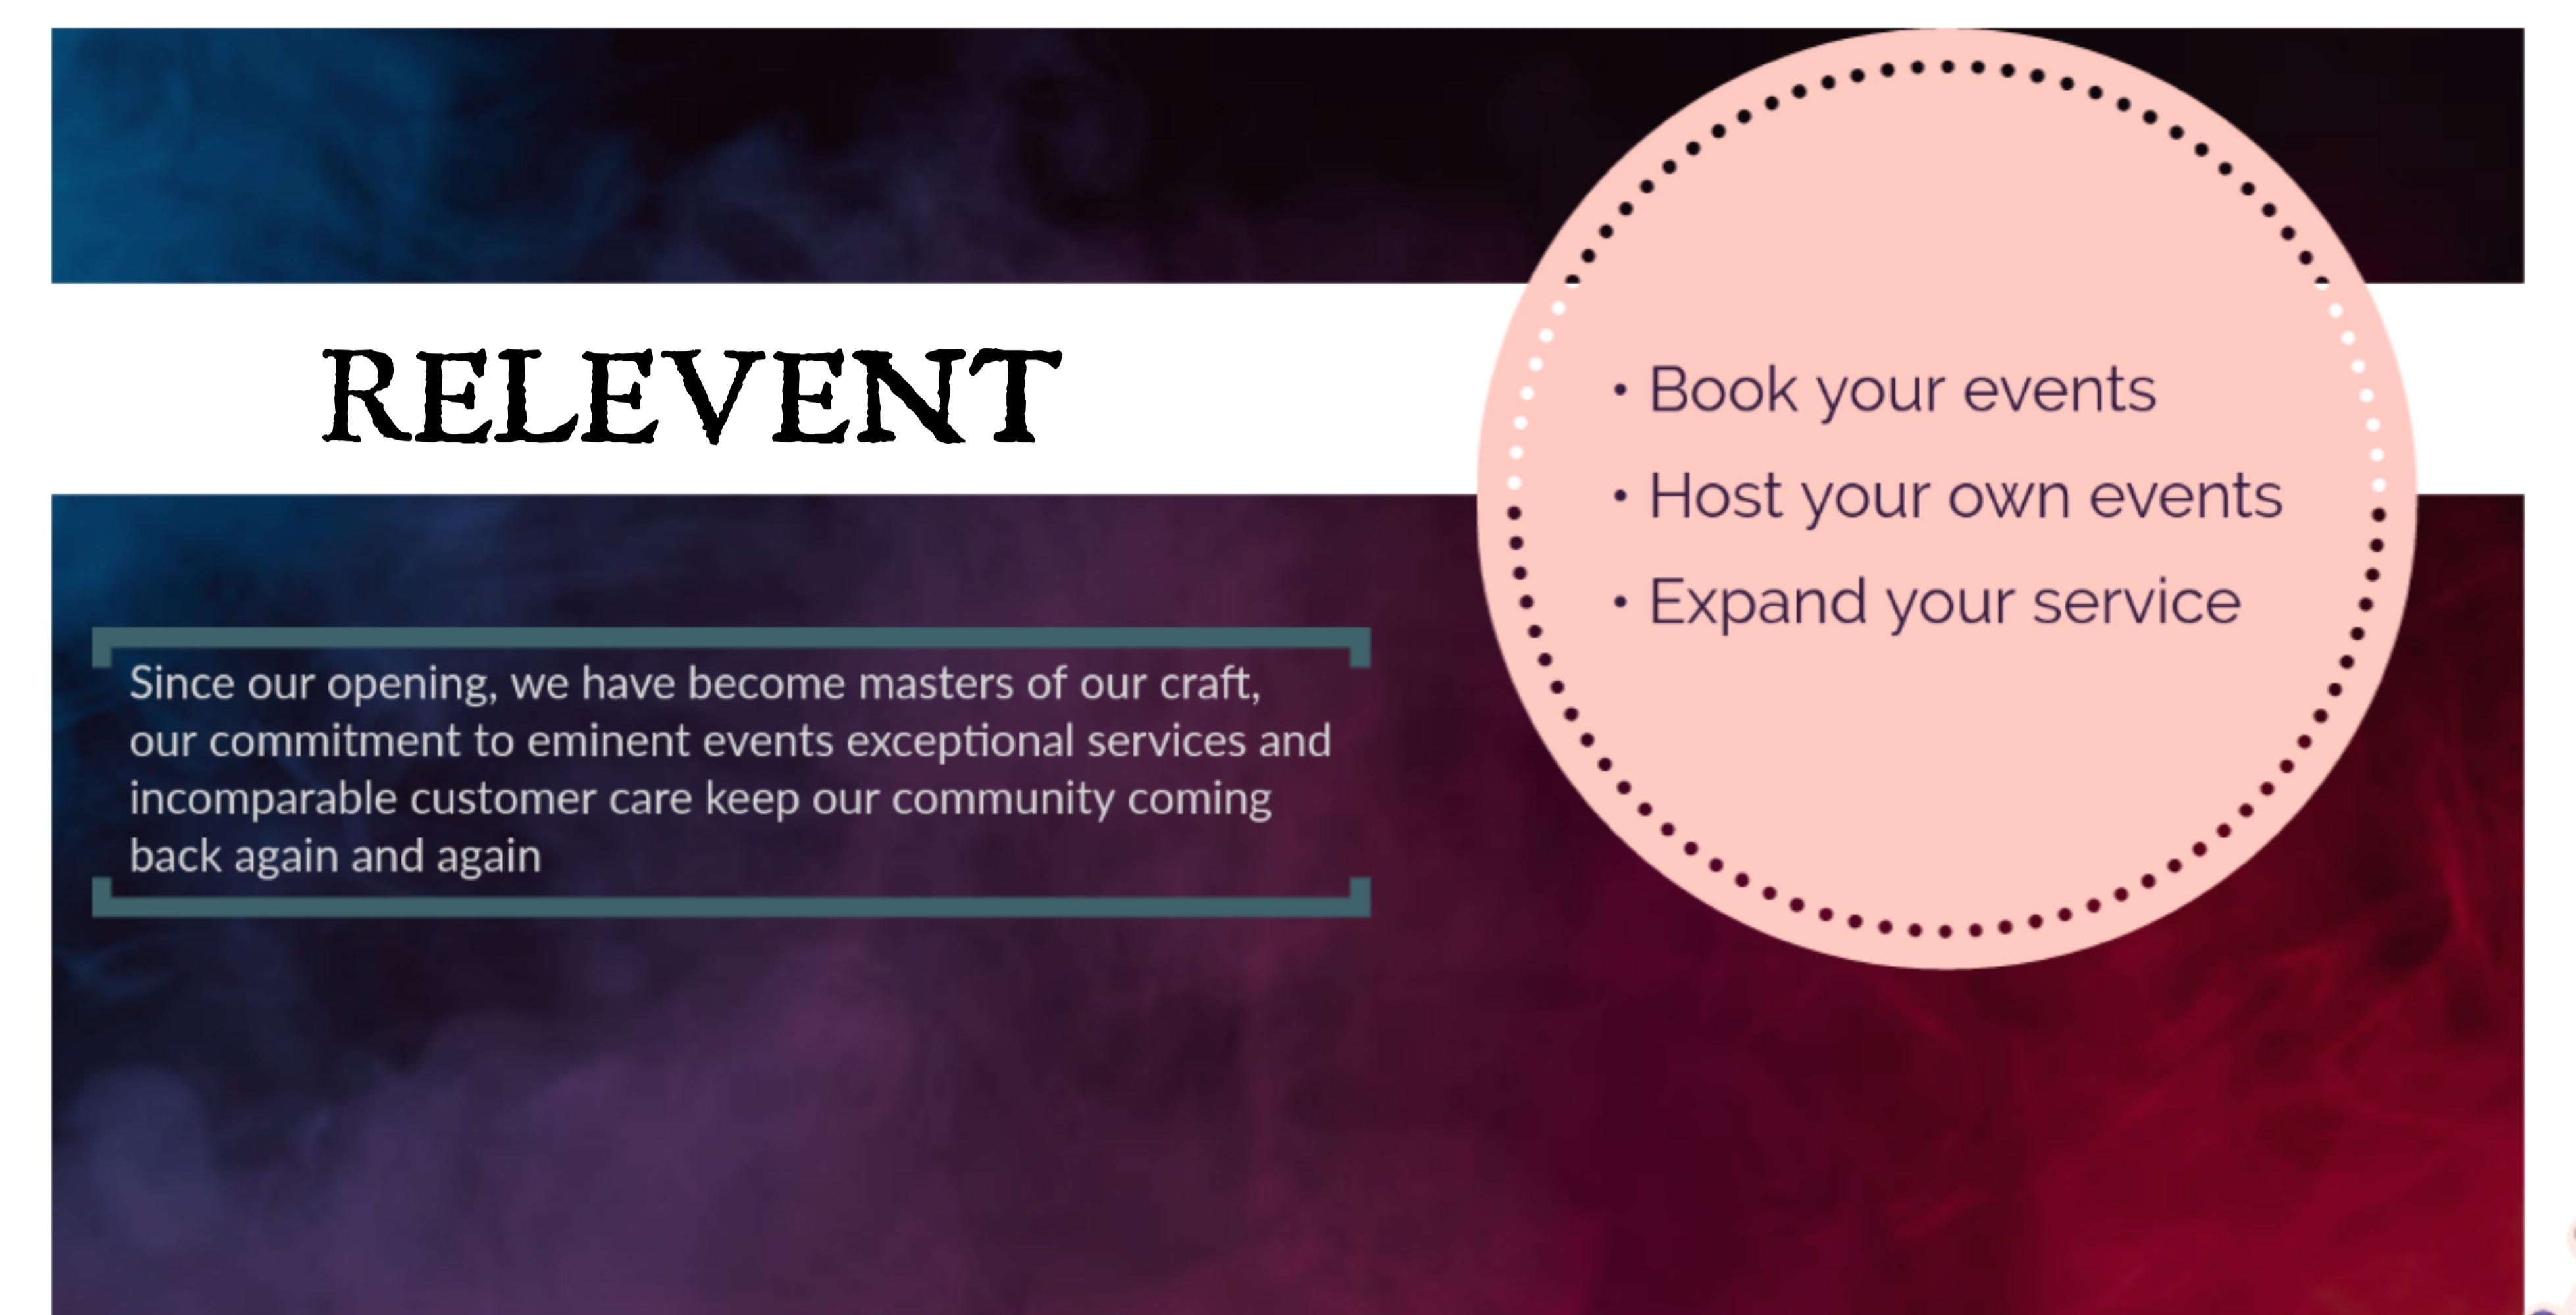 RELEVENT
• Book your events
• Host your own events
• Expand your service
Since our opening, we have become masters of our craft,
our commitment to eminent events exceptional services and
incomparable customer care keep our community coming
back again and again